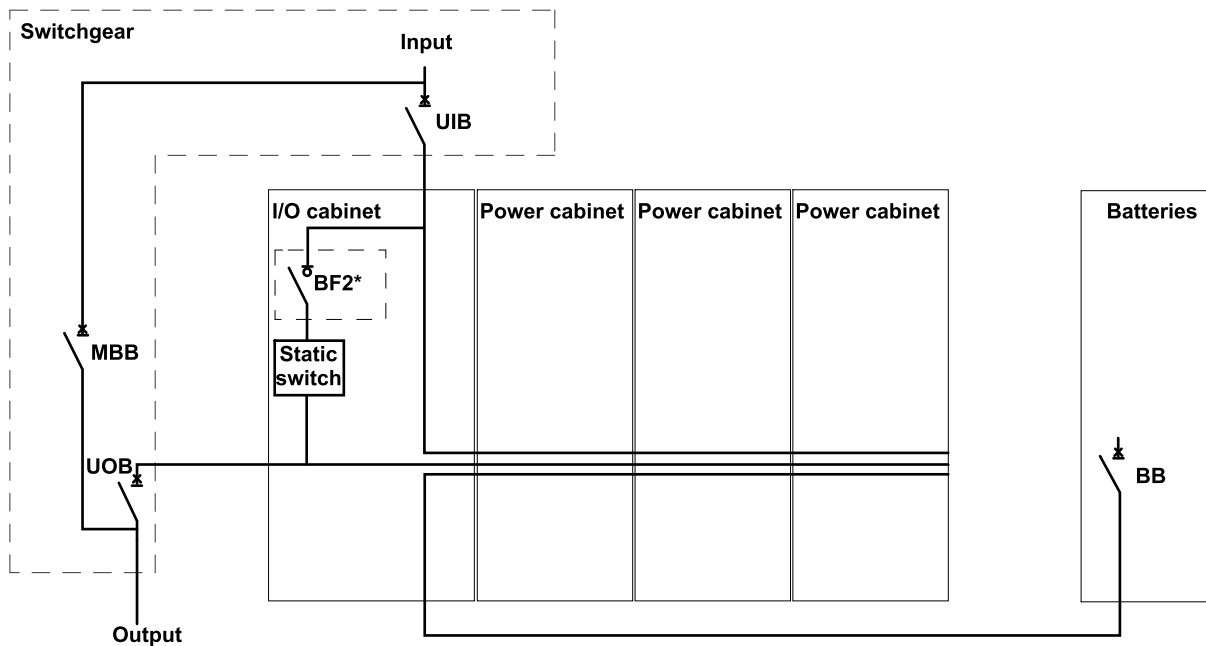 Switchgear
Input
UIB
I/O cabinet
Power cabinet
Power cabinet
Power cabinet
Batteries
BF2*
MBB
Static
switch
UOB
BB
Output